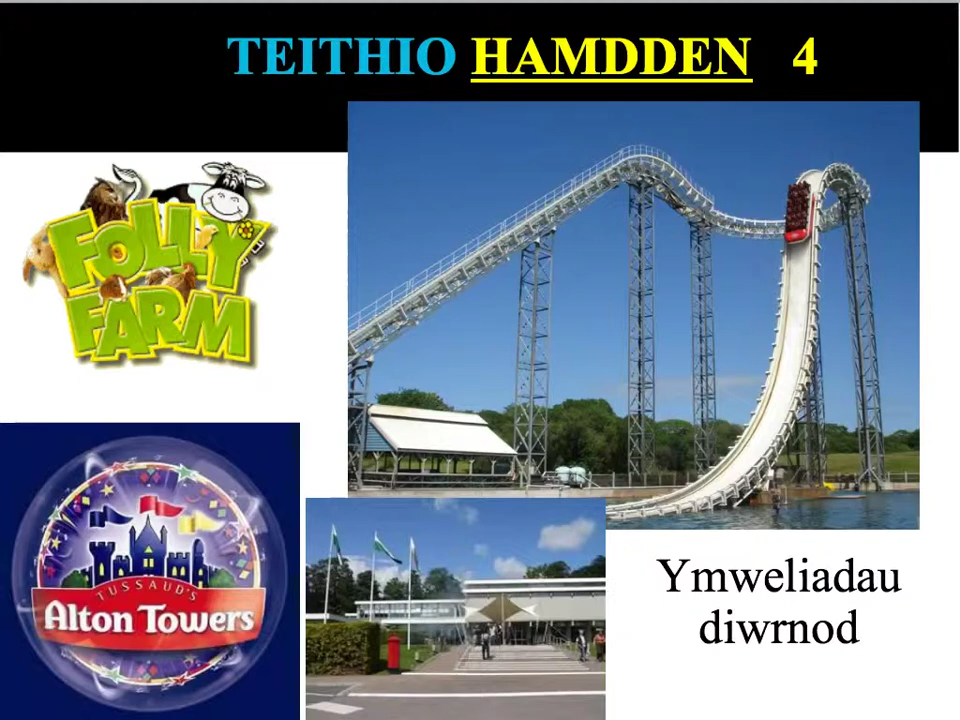 TEITHIO HAMDDEN 4
FOLLY
FARM
TUSSAUD'S
Alton Towers
Ymweliadau
diwrnod